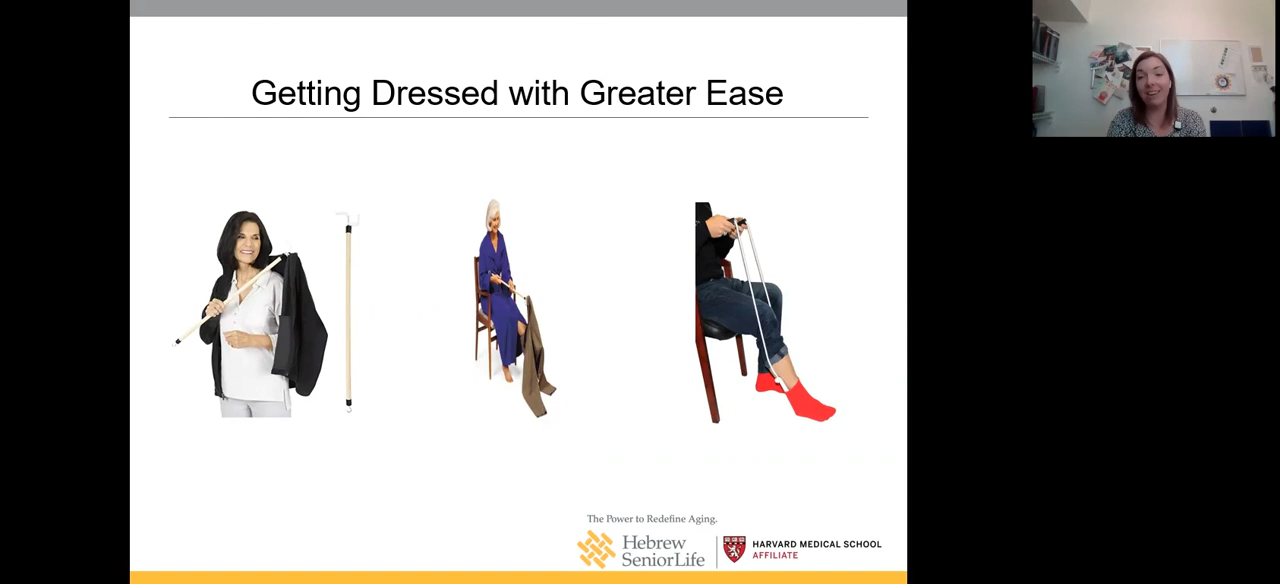 Getting Dressed with Greater Ease
The Power to Redefine Aging.
Hebrew
SeniorLife
HARVARD MEDICAL SCHOOL
AFFILIATE